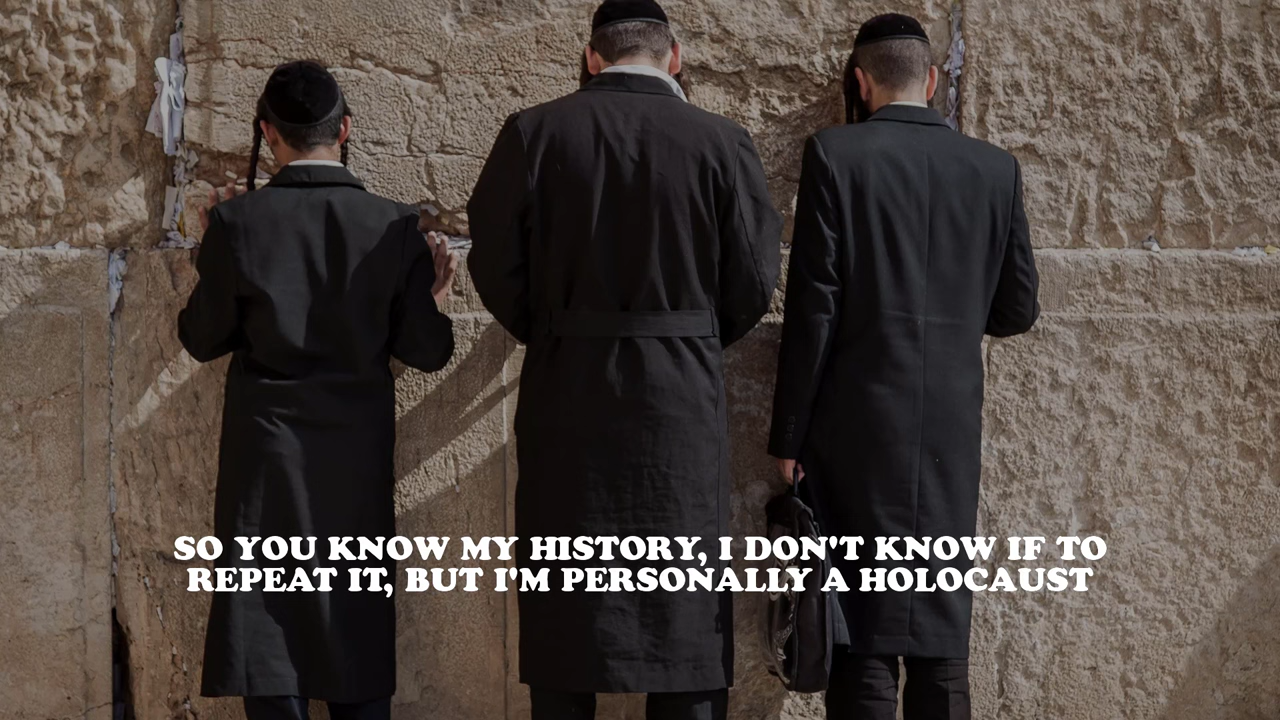 SO YOU KNOW MY HISTORY, I DON'T KNOW IF TO
REPEAT IT, BUT I'M PERSONALLY A HOLOCAUST